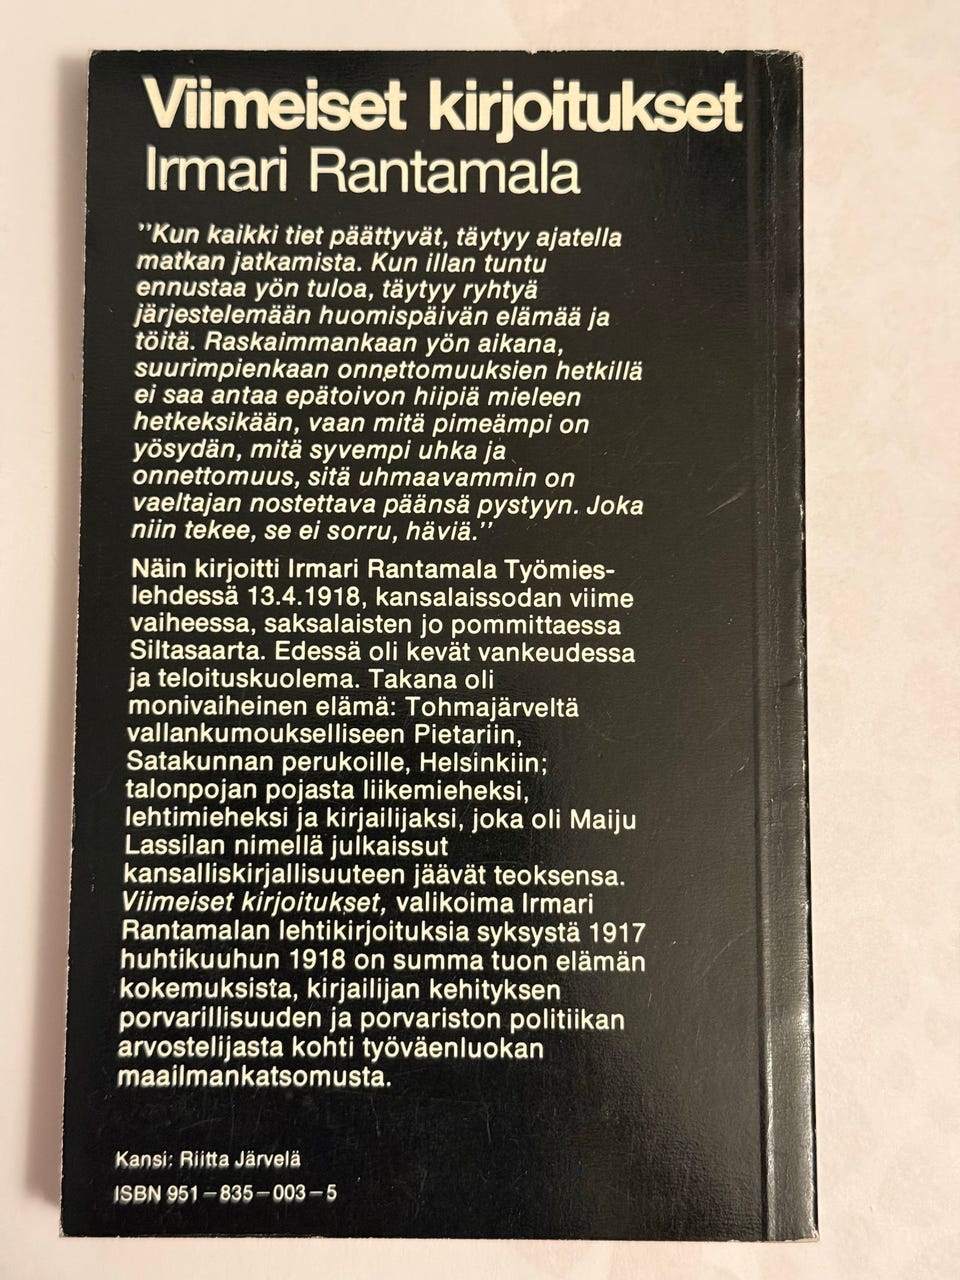 Viimeiset kirjoitukset
Irmari Rantamala
"Kun kaikki tiet päättyvät, täytyy ajatella
matkan jatkamista. Kun illan tuntu
ennustaa yön tuloa, täytyy ryhtyä
järjestelemään huomispäivän elämää ja
töitä. Raskaimmankaan yön aikana,
suurimpienkaan onnettomuuksien hetkillä
ei saa antaa epätoivon hiipiä mieleen
hetkeksikään, vaan mitä pimeämpi on
yösydän, mitä syvempi uhka ja
onnettomuus, sitä uhmaavammin on
vaeltajan nostettava päänsä pystyyn. Joka
niin tekee, se ei sorru, häviä."
Näin kirjoitti Irmari Rantamala Työmies-
lehdessä 13.4.1918, kansalaissodan viime
vaiheessa, saksalaisten jo pommittaessa
Siltasaarta. Edessä oli kevät vankeudessa
ja teloituskuolema. Takana oli
monivaiheinen elämä: Tohmajärveltä
vallankumoukselliseen Pietariin,
Satakunnan perukoille, Helsinkiin;
talonpojan pojasta liikemieheksi,
lehtimieheksi ja kirjailijaksi, joka oli Maiju
Lassilan nimellä julkaissut
kansalliskirjallisuuteen jäävät teoksensa.
Viimeiset kirjoitukset, valikoima Irmari
Rantamalan lehtikirjoituksia syksystä 1917
huhtikuuhun 1918 on summa tuon elämän
kokemuksista, kirjailijan kehityksen
porvarillisuuden ja porvariston politiikan
arvostelijasta kohti työväenluokan
maailmankatsomusta.
Kansi: Riitta Järvelä
ISBN 951–835–003–5